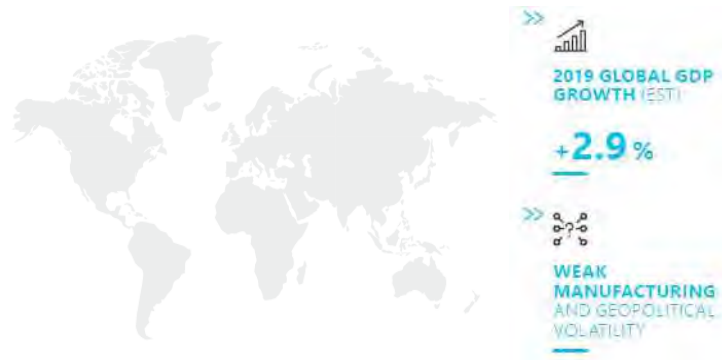 2019 GLOBAL GDP
GROWTH (EST)
+2.9 %
WEAK
MANUFACTURING
AND GEOPOLITICAL
VOLATILITY